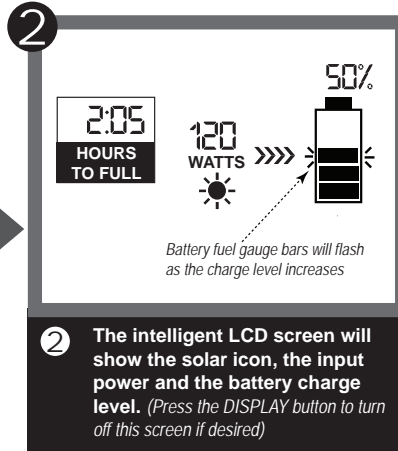 2
50%
2:05
HOURS
TO FULL
120
WATTS
Battery fuel gauge bars will flash
as the charge level increases
2
The intelligent LCD screen will
show the solar icon, the input
power and the battery charge
level. (Press the DISPLAY button to turn
off this screen if desired)